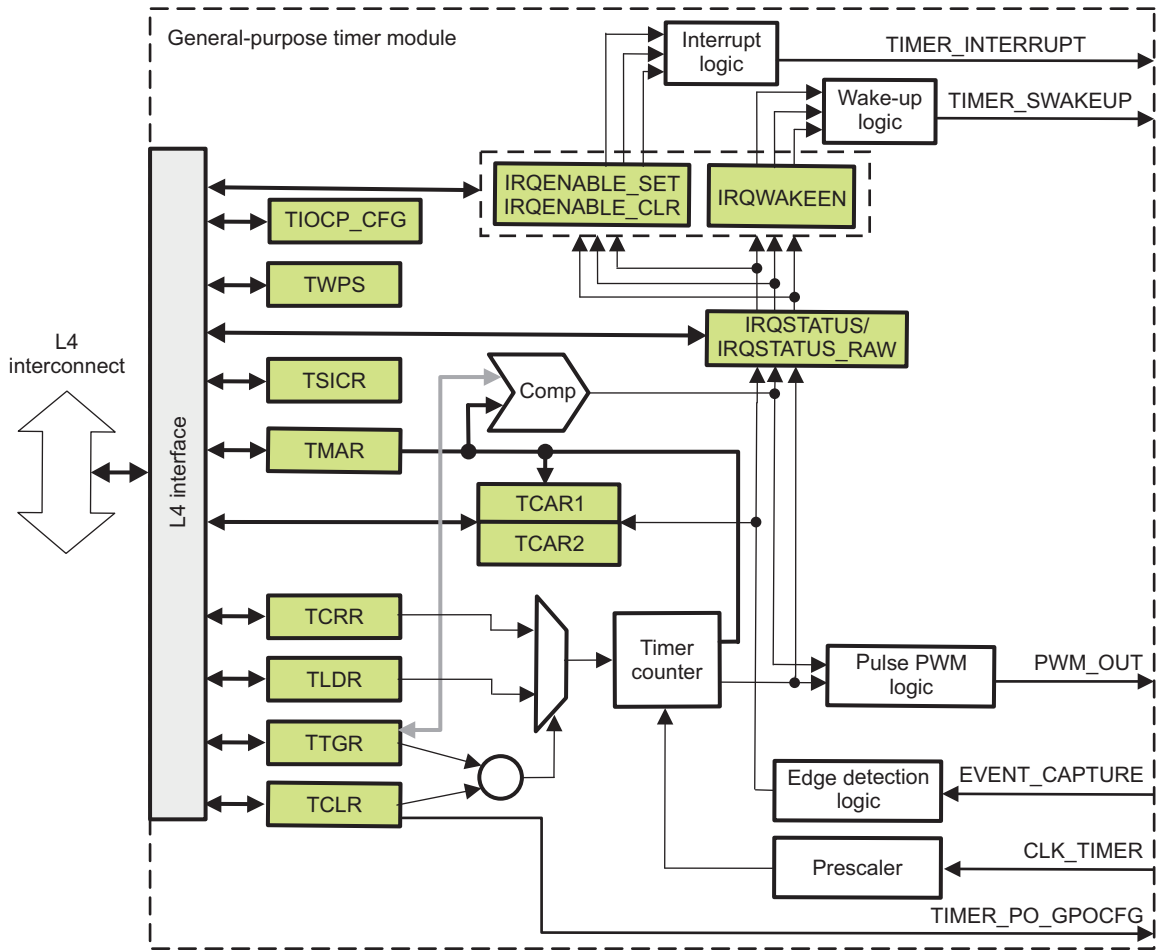 General-purpose timer module
Interrupt
logic
TIMER_INTERRUPT
Wake-up
logic
TIMER_SWAKEUP
IRQENABLE_SET
IRQENABLE_CLR
IRQWAKEEN
TIOCP_CFG
TWPS
IRQSTATUS/
IRQSTATUS_RAW
L4
interconnect
L4 interface
TSICR
Comp
TMAR
TCAR1
TCAR2
TCRR
Timer
counter
TLDR
Pulse PWM
logic
PWM_OUT
TTGR
TCLR
Edge detection
logic
EVENT_CAPTURE
Prescaler
CLK_TIMER
TIMER_PO_GPOCFG